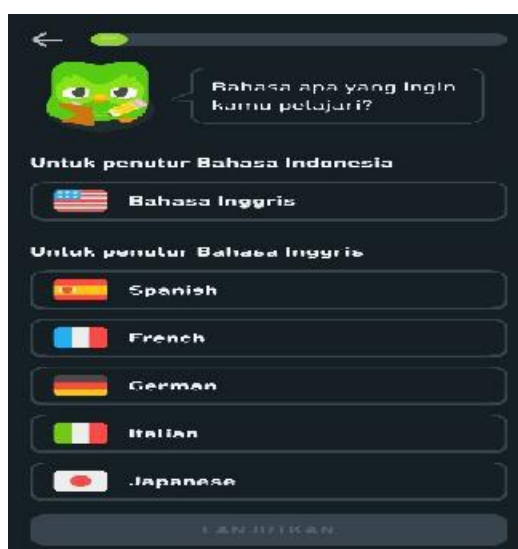 Bahasa apa yang ingin
kamu pelajari?
Untuk penutur Bahasa Indonesia
Bahasa Inggris
Untuk penutur Bahasa Inggris
Spanish
French
German
Italian
Japanese
LANJUTKAN